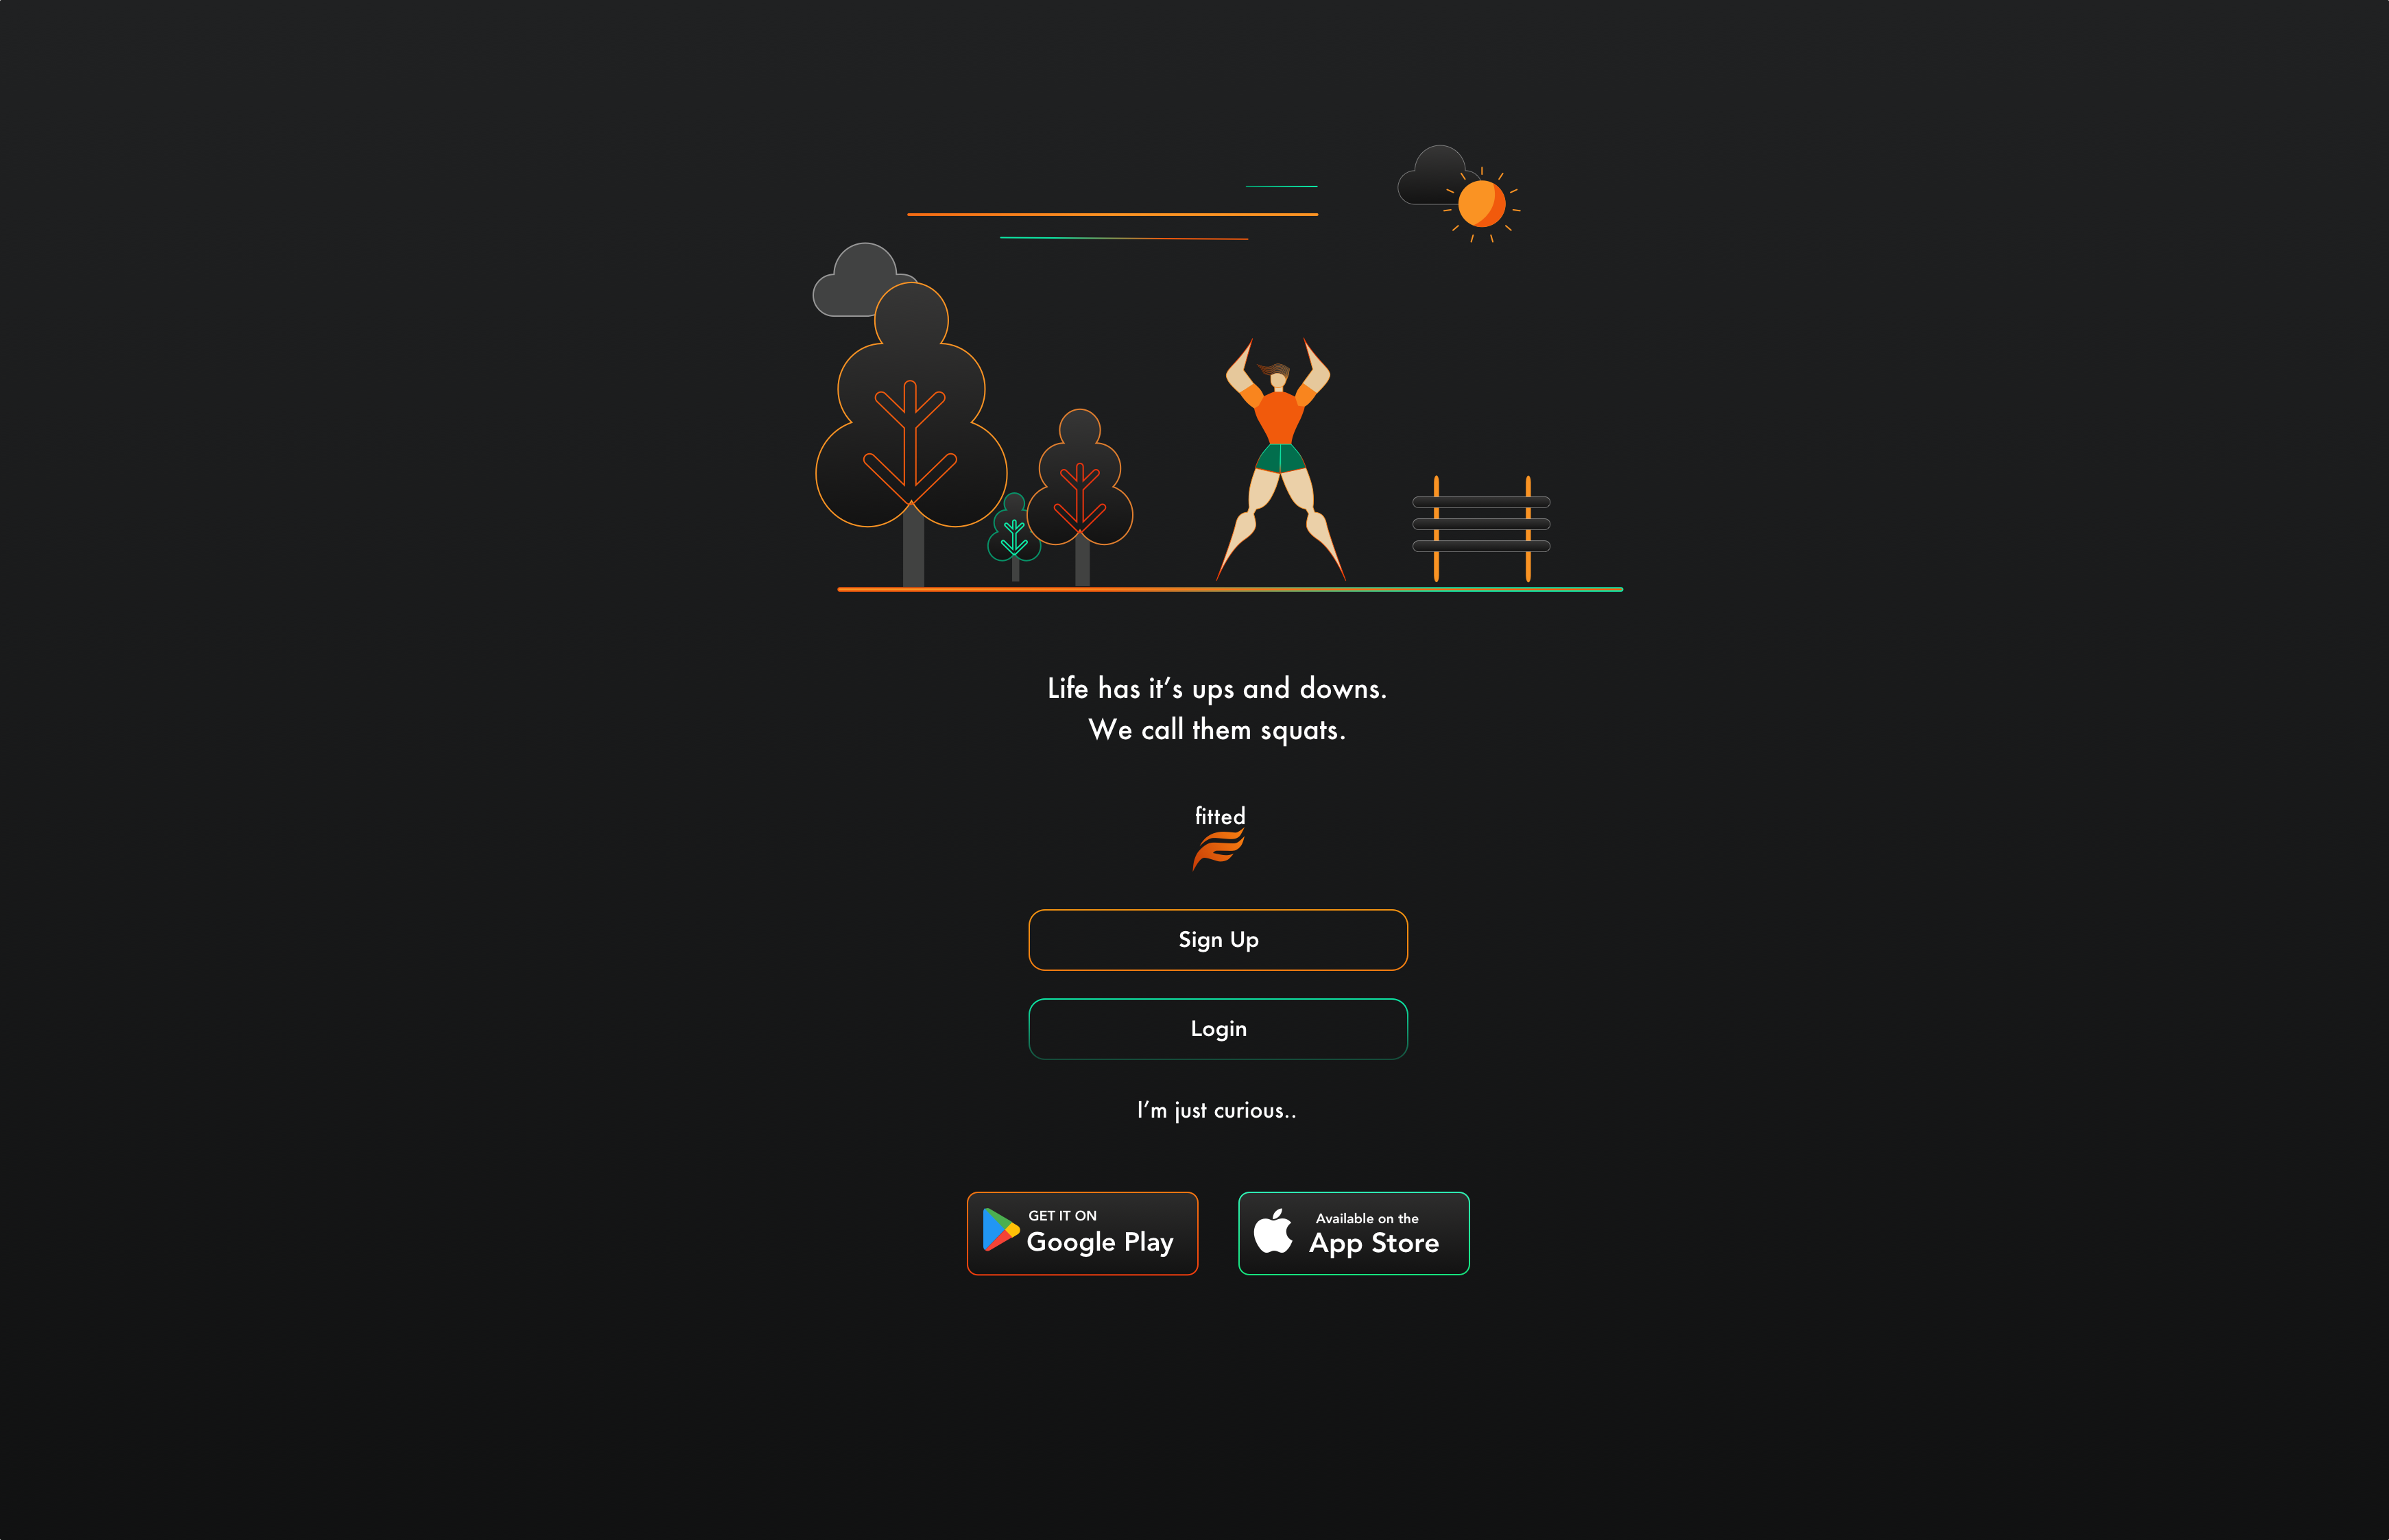 Life has it’s ups and downs.
We call them squats.
fitted
Sign Up
Login
I’m just curious..
GET IT ON
Google Play
Available on the
App Store